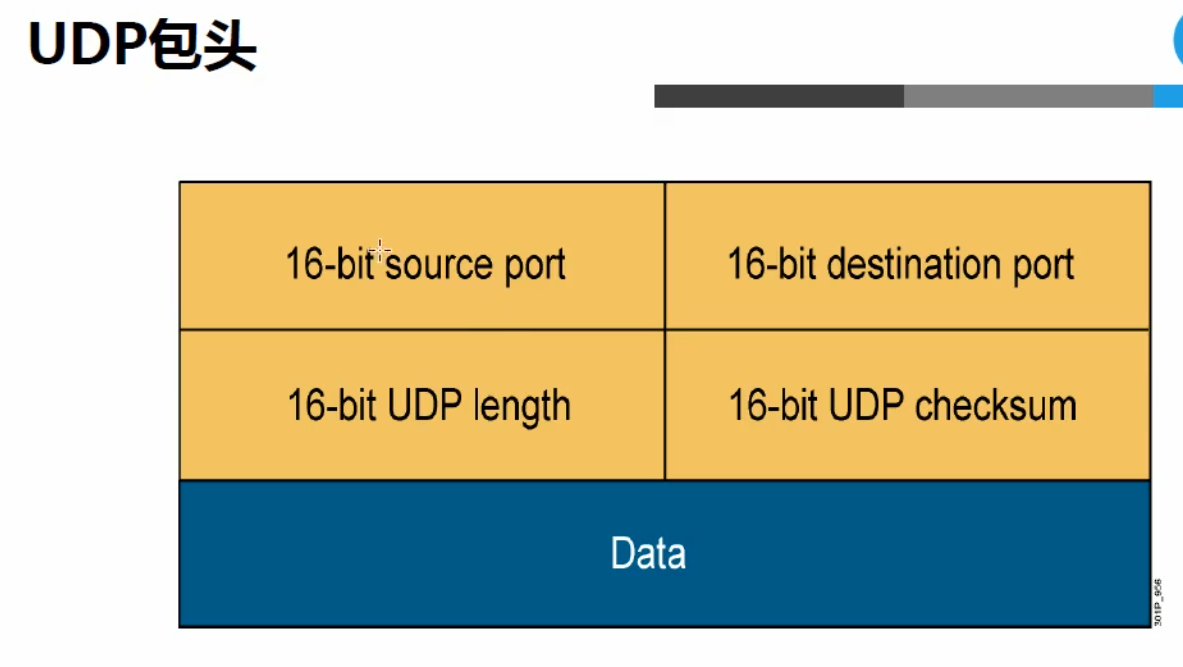 UDP包头
16-bit source port
16-bit destination port
16-bit UDP length
16-bit UDP checksum
Data
301P_956